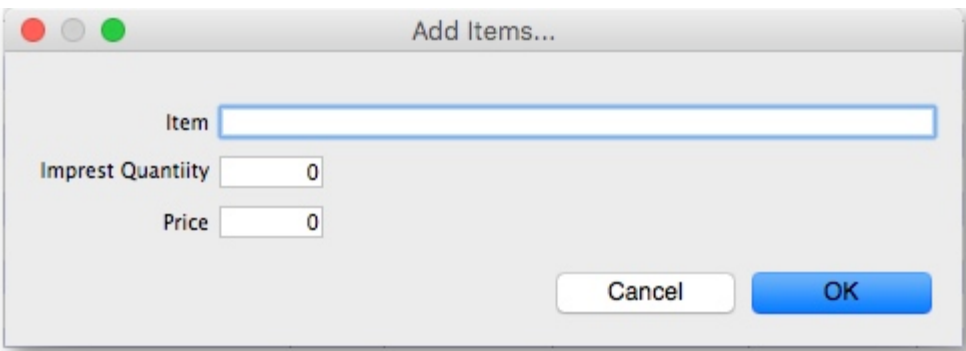 Add Items...
Item
Imprest Quantiity 0
Price 0
Cancel OK